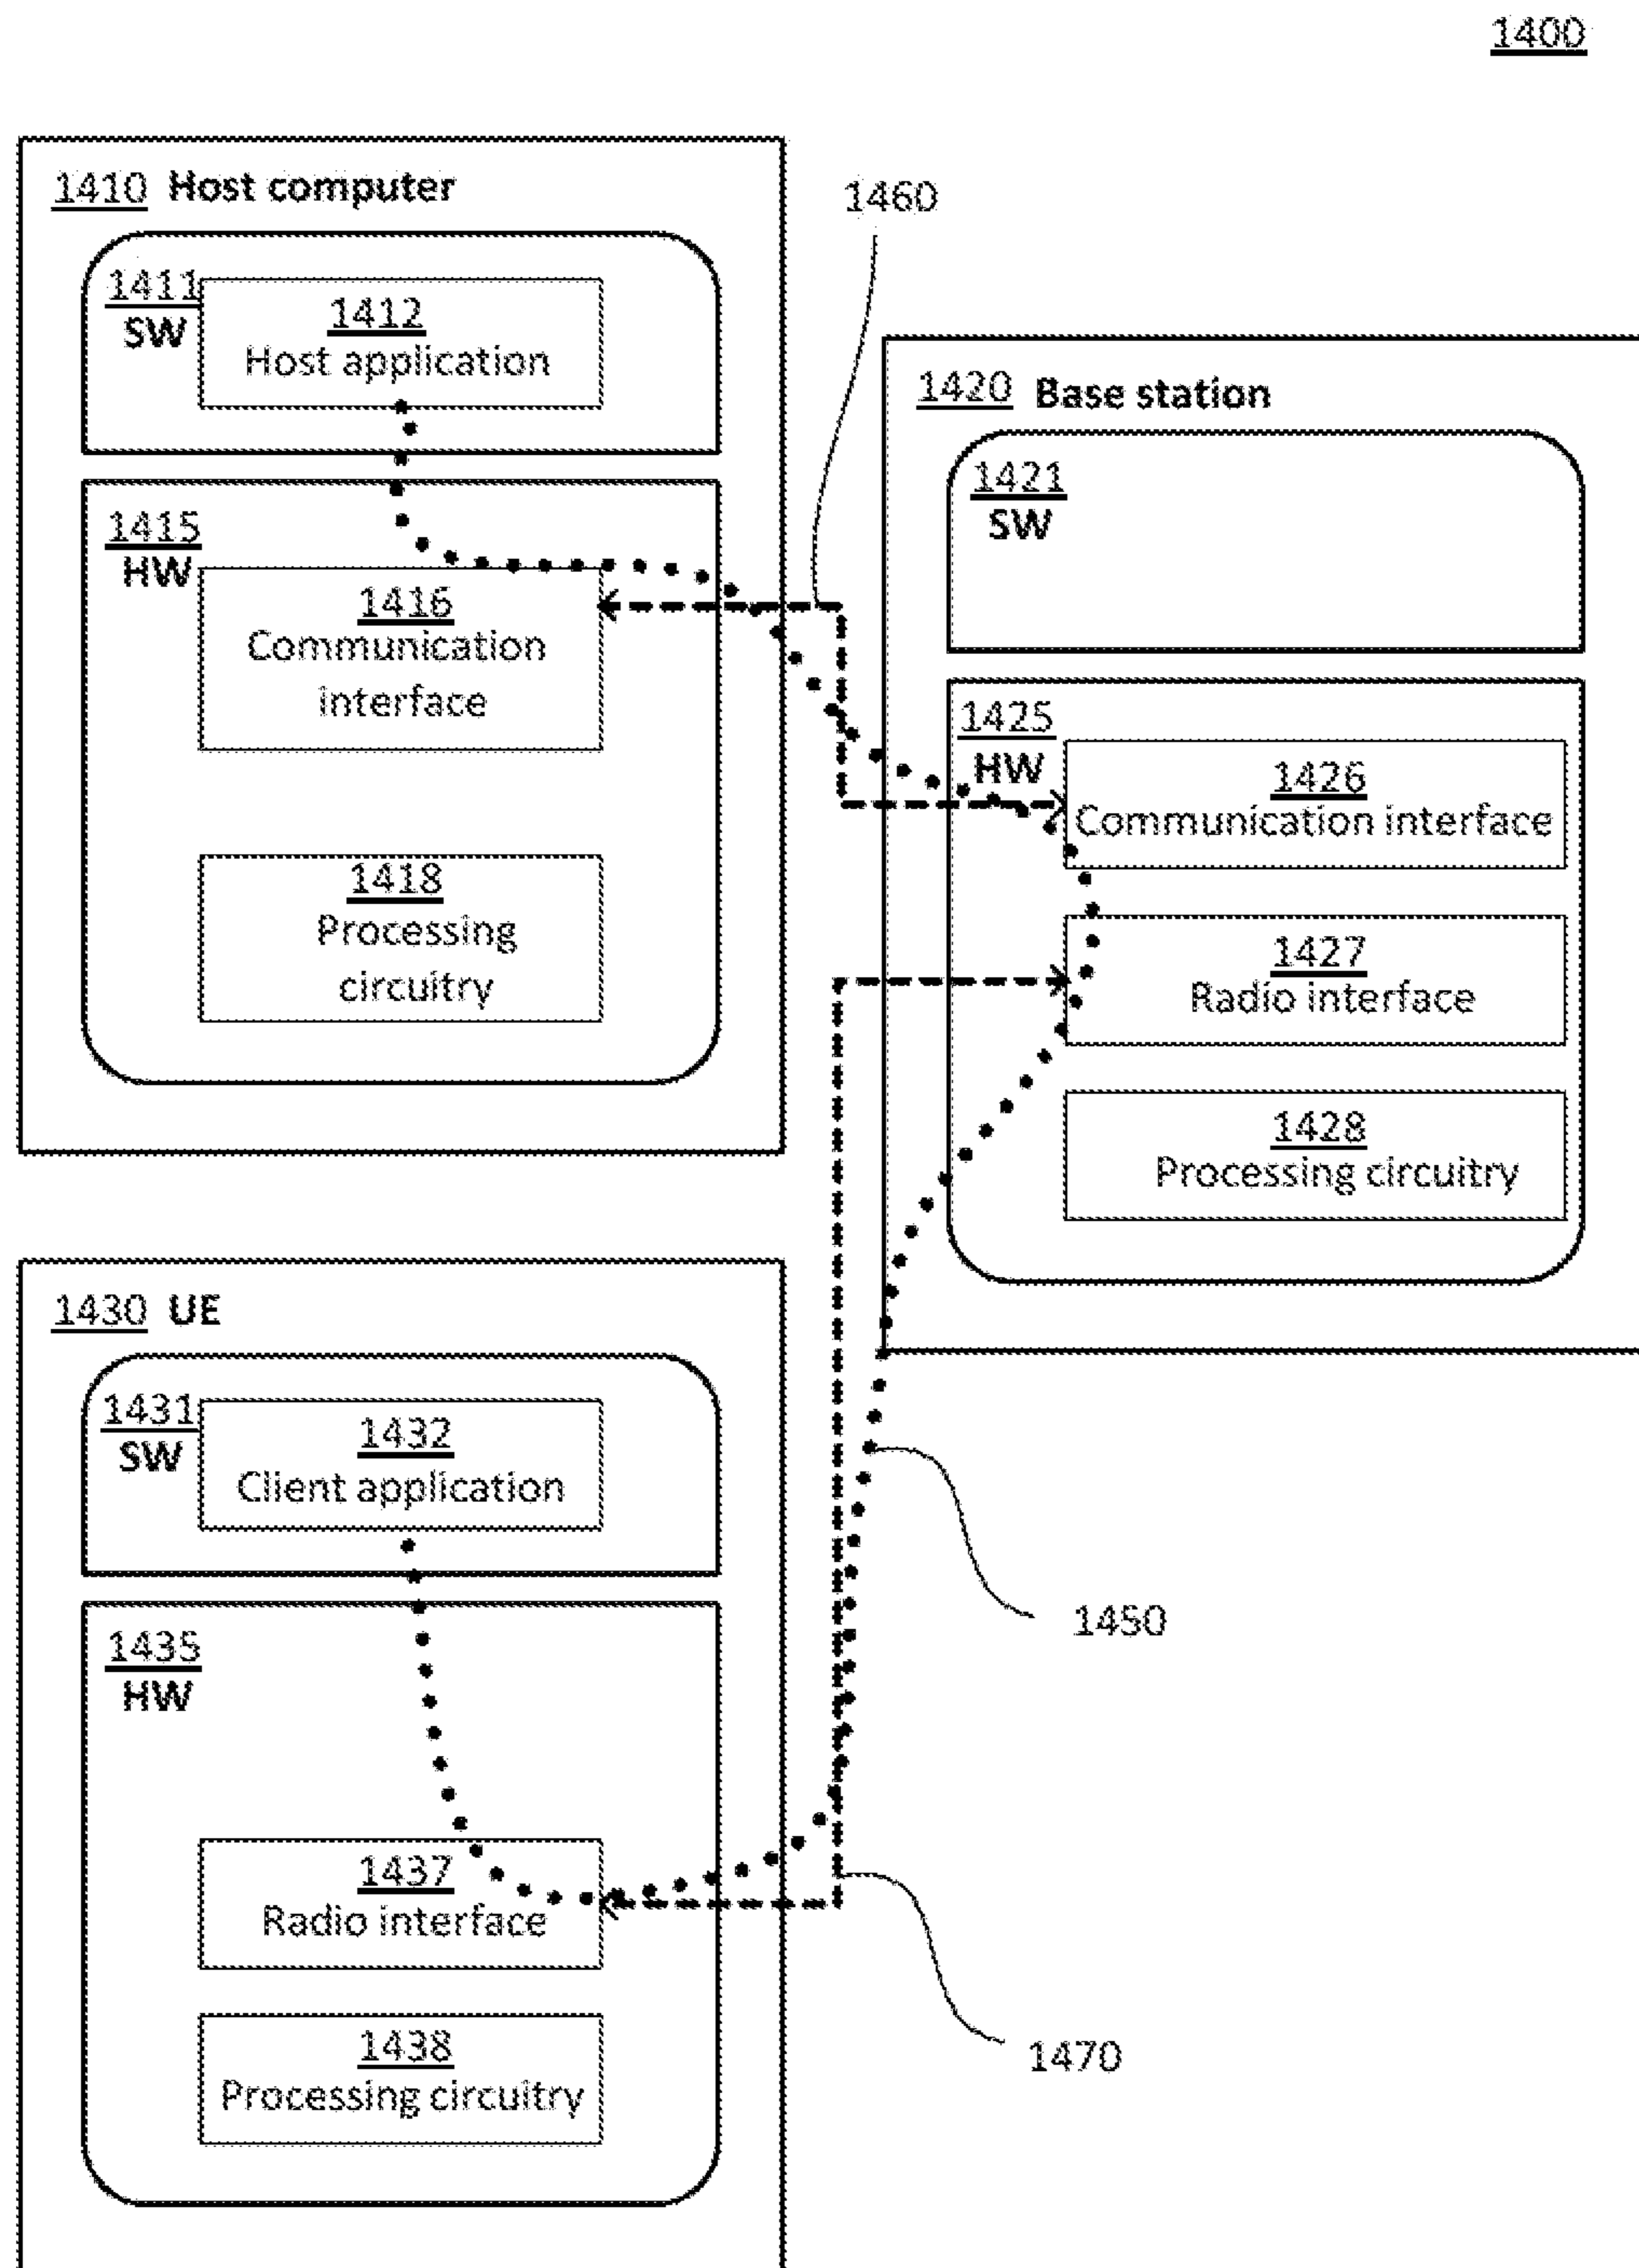 1400
1410 Host computer
1411
SW
1412
Host application
1415
HW
1416
Communication
interface
1418
Processing
circuitry
1460
1420 Base station
1421
SW
1425
HW
1426
Communication interface
1427
Radio interface
1428
Processing circuitry
1430 UE
1431
SW
1432
Client application
1435
HW
1437
Radio interface
1438
Processing circuitry
1450
1470